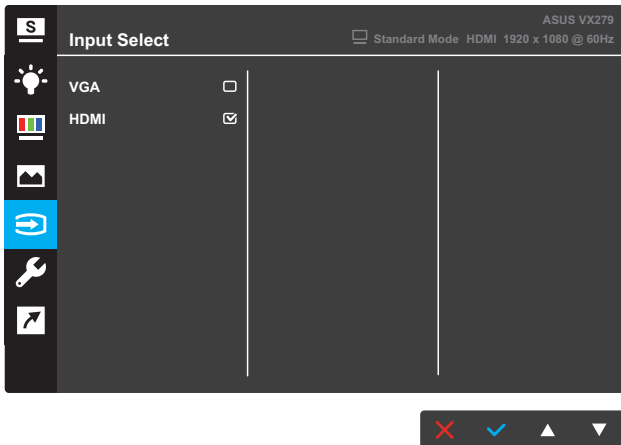 S
ASUS VX279
Input Select
Standard Mode HDMI 1920 x 1080 @ 60Hz
VGA
HDMI